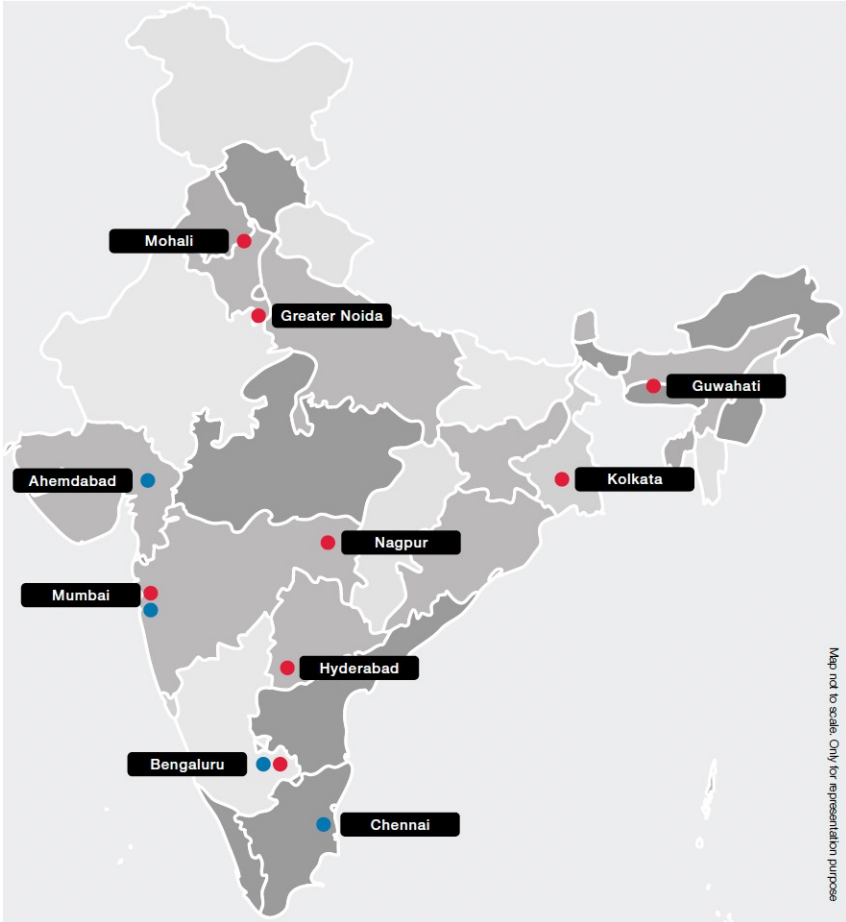 Mohali
Greater Noida
Guwahati
Ahemdabad
Kolkata
Nagpur
Mumbai
Hyderabad
Bengaluru
Chennai
Map not to scale. Only for representation purpose